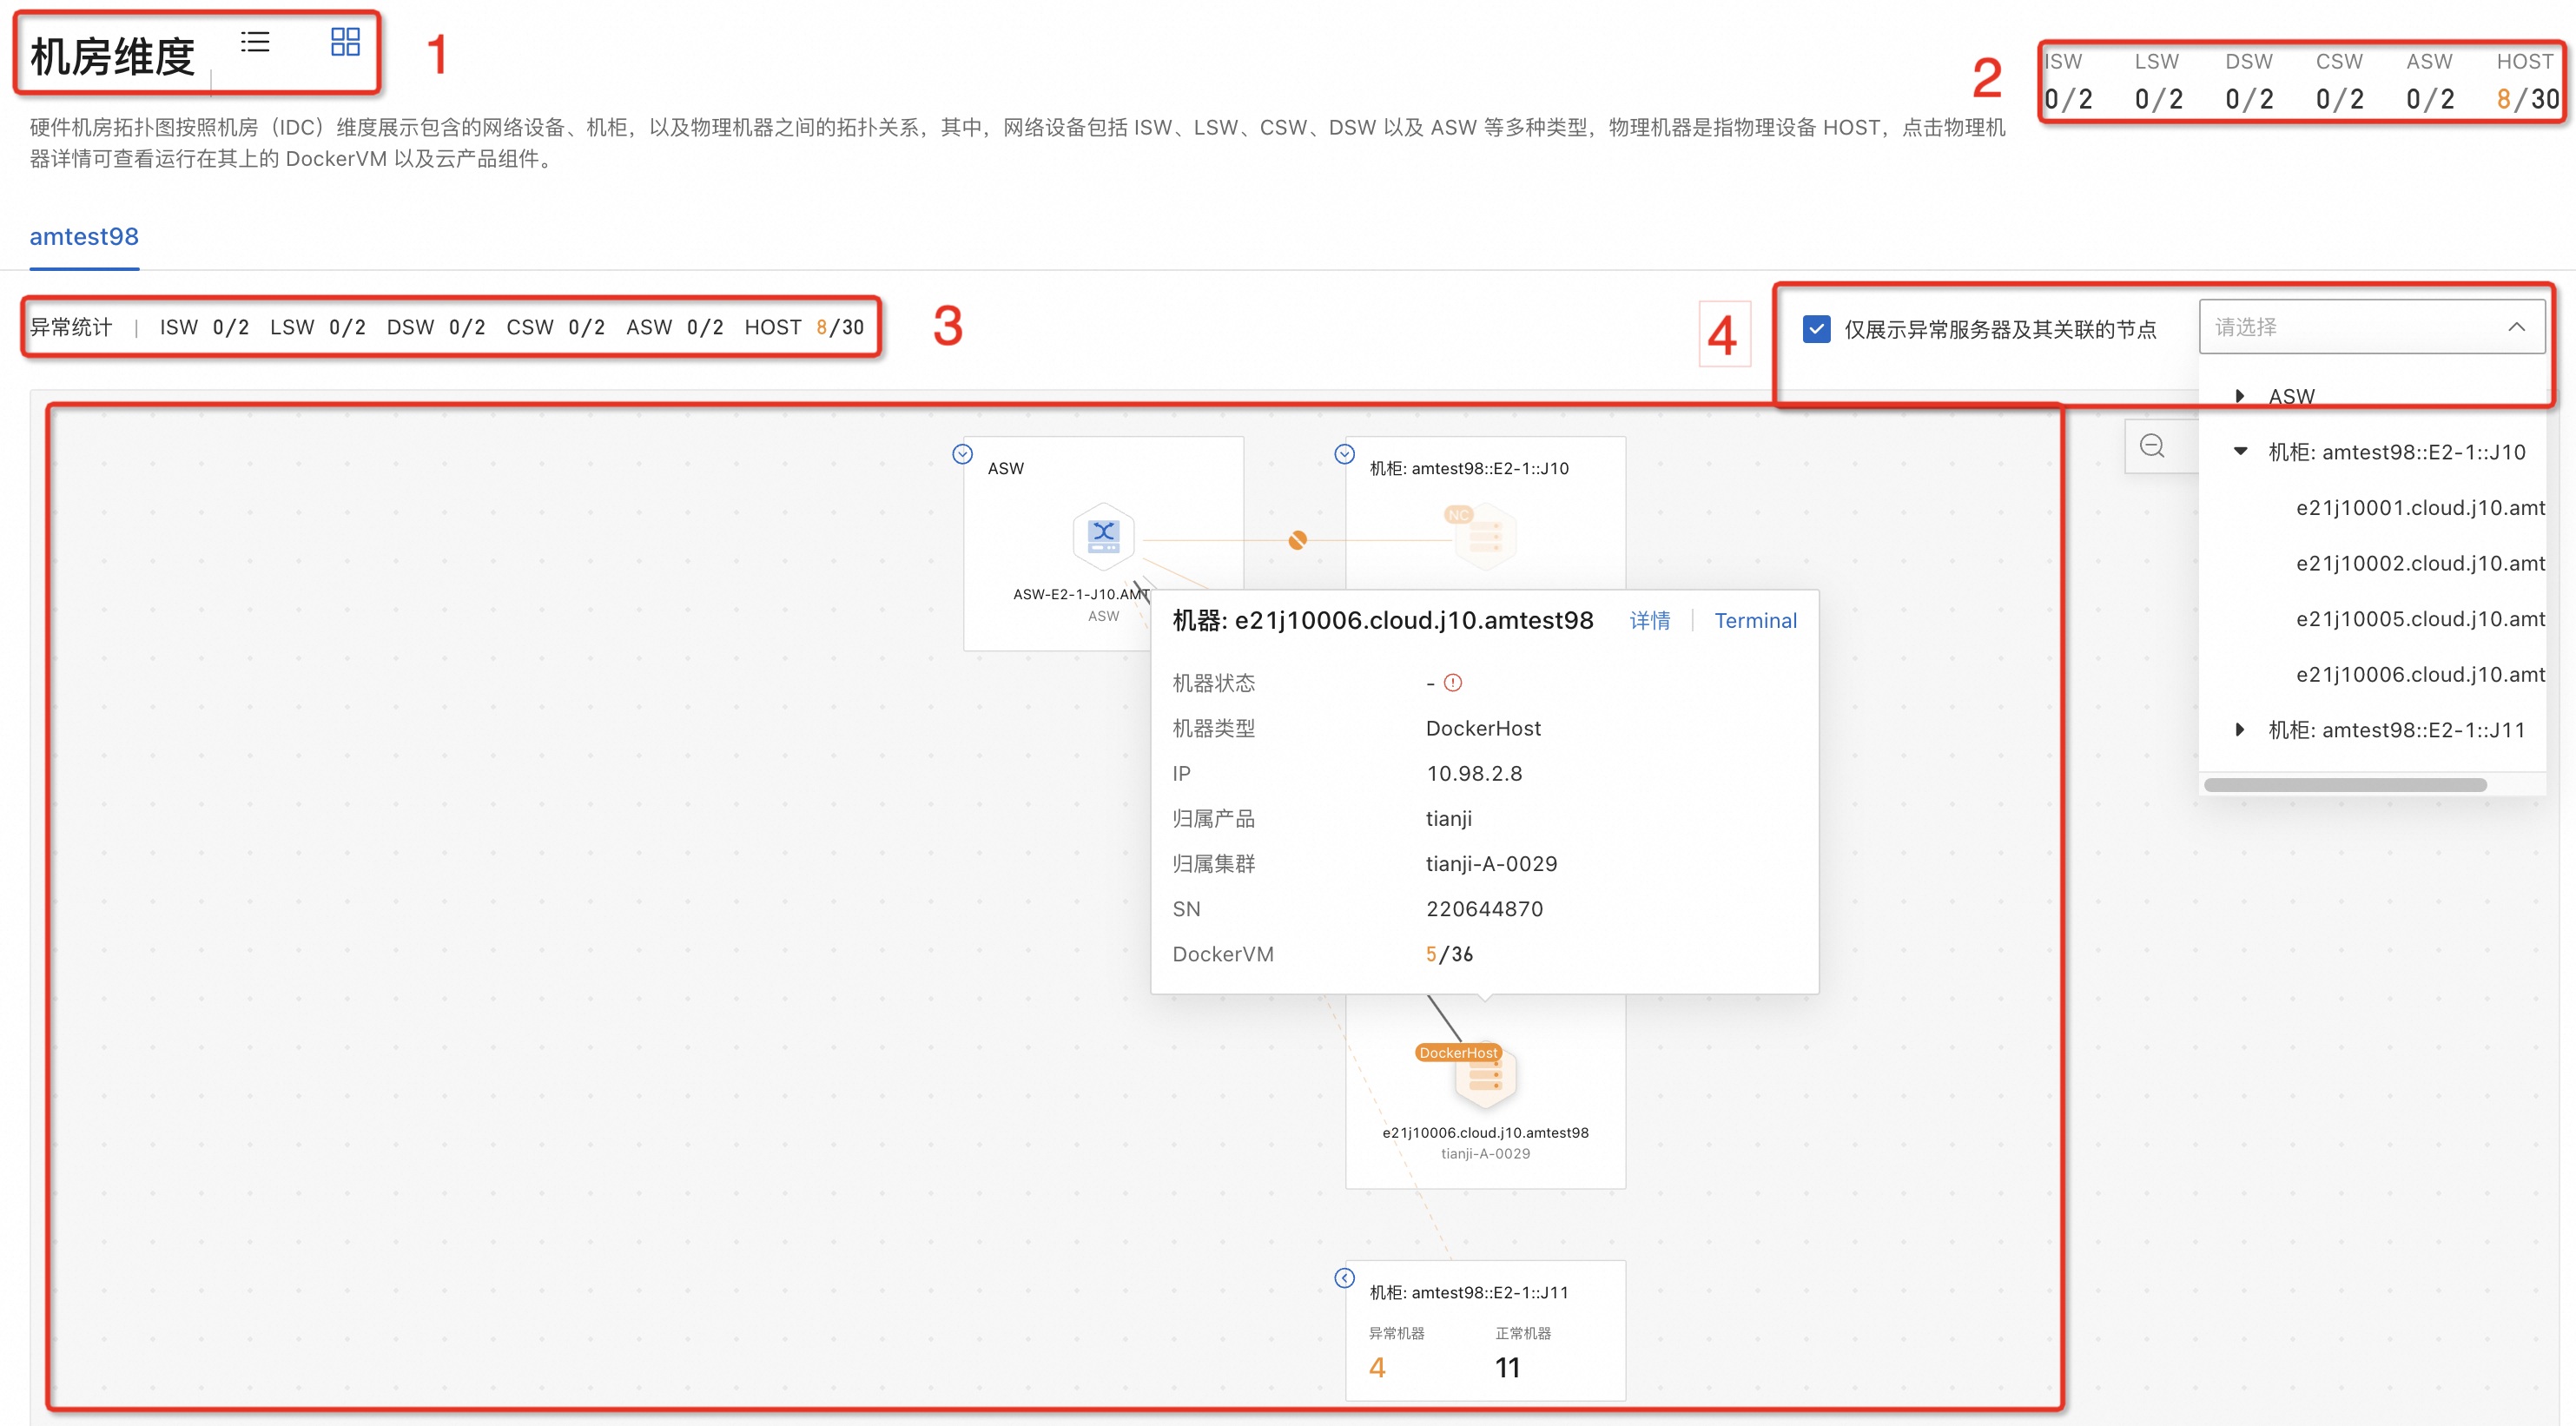 机房维度
1
2
ISW LSW DSW CSW ASW HOST
0/2 0/2 0/2 0/2 0/2 8/30
硬件机房拓扑图按照机房（IDC）维度展示包含的网络设备、机柜，以及物理机器之间的拓扑关系，其中，网络设备包括 ISW、LSW、CSW、DSW 以及 ASW 等多种类型，物理机器是指物理设备 HOST，点击物理机
器详情可查看运行在其上的 DockerVM 以及云产品组件。
amtest98
异常统计 | ISW 0/2 LSW 0/2 DSW 0/2 CSW 0/2 ASW 0/2 HOST 8/30
3
4
仅展示异常服务器及其关联的节点
请选择
ASW
机柜: amtest98::E2-1::J10
e21j10001.cloud.j10.amt
e21j10002.cloud.j10.amt
e21j10005.cloud.j10.amt
e21j10006.cloud.j10.amt
机柜: amtest98::E2-1::J11
ASW
ASW-E2-1-J10.AMT
ASW
机柜: amtest98::E2-1::J10
NC
机器: e21j10006.cloud.j10.amtest98 详情 | Terminal
机器状态 -
机器类型 DockerHost
IP 10.98.2.8
归属产品 tianji
归属集群 tianji-A-0029
SN 220644870
DockerVM 5/36
DockerHost
e21j10006.cloud.j10.amtest98
tianji-A-0029
机柜: amtest98::E2-1::J11
异常机器 正常机器
4 11